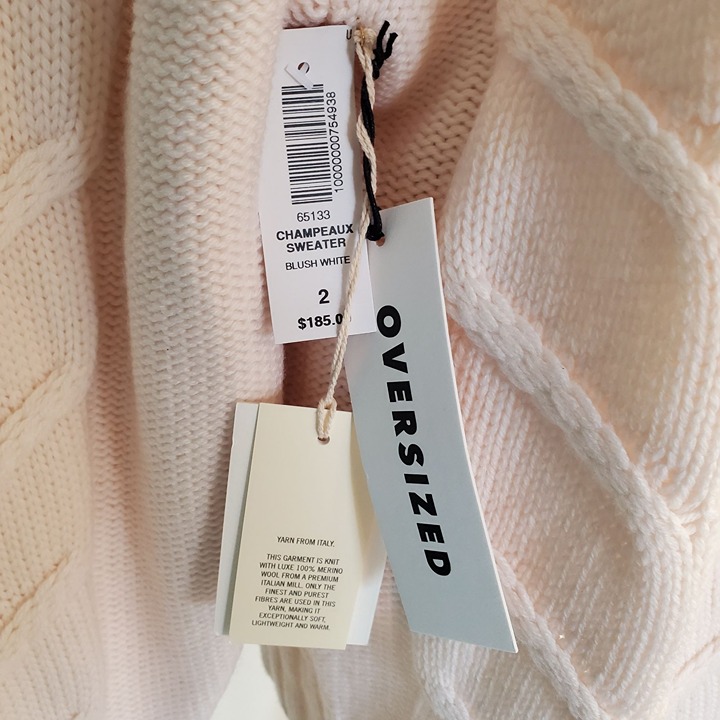 10000000754938
65133
CHAMPEAUX
SWEATER
BLUSH WHITE
2
$185.0
OVERSIZED
YARN FROM ITALY.
THIS GARMENT IS KNIT
WITH LUXE 100% MERINO
WOOL FROM A PREMIUM
ITALIAN MILL. ONLY THE
FINEST AND PUREST
FIBRES ARE USED IN THIS
YARN, MAKING IT
EXCEPTIONALLY SOFT,
LIGHTWEIGHT AND WARM.